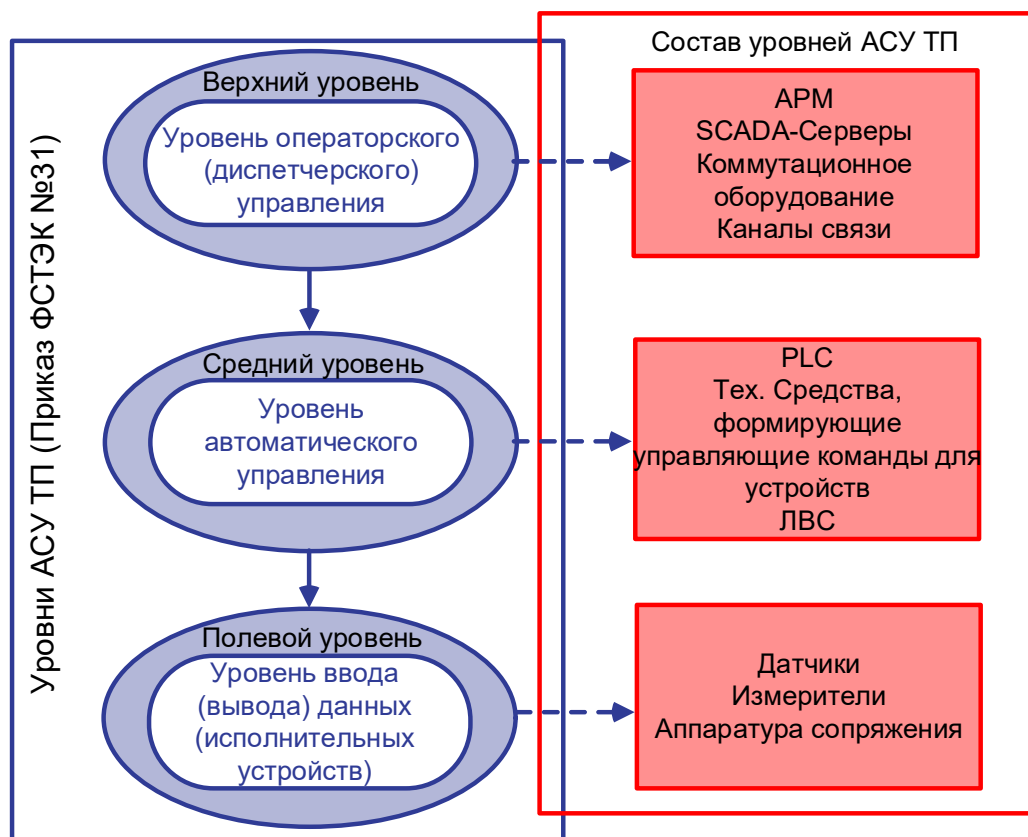 Уровни АСУ ТП (Приказ ФСТЭК №31)
Верхний уровень
Уровень операторского
(диспетчерского)
управления
Средний уровень
Уровень
автоматического
управления
Полевой уровень
Уровень ввода
(вывода) данных
(исполнительных
устройств)
Состав уровней АСУ ТП
АРМ
SCADA-Серверы
Коммутационное
оборудование
Каналы связи
PLC
Тех. Средства,
формирующие
управляющие команды для
устройств
ЛВС
Датчики
Измерители
Аппаратура сопряжения